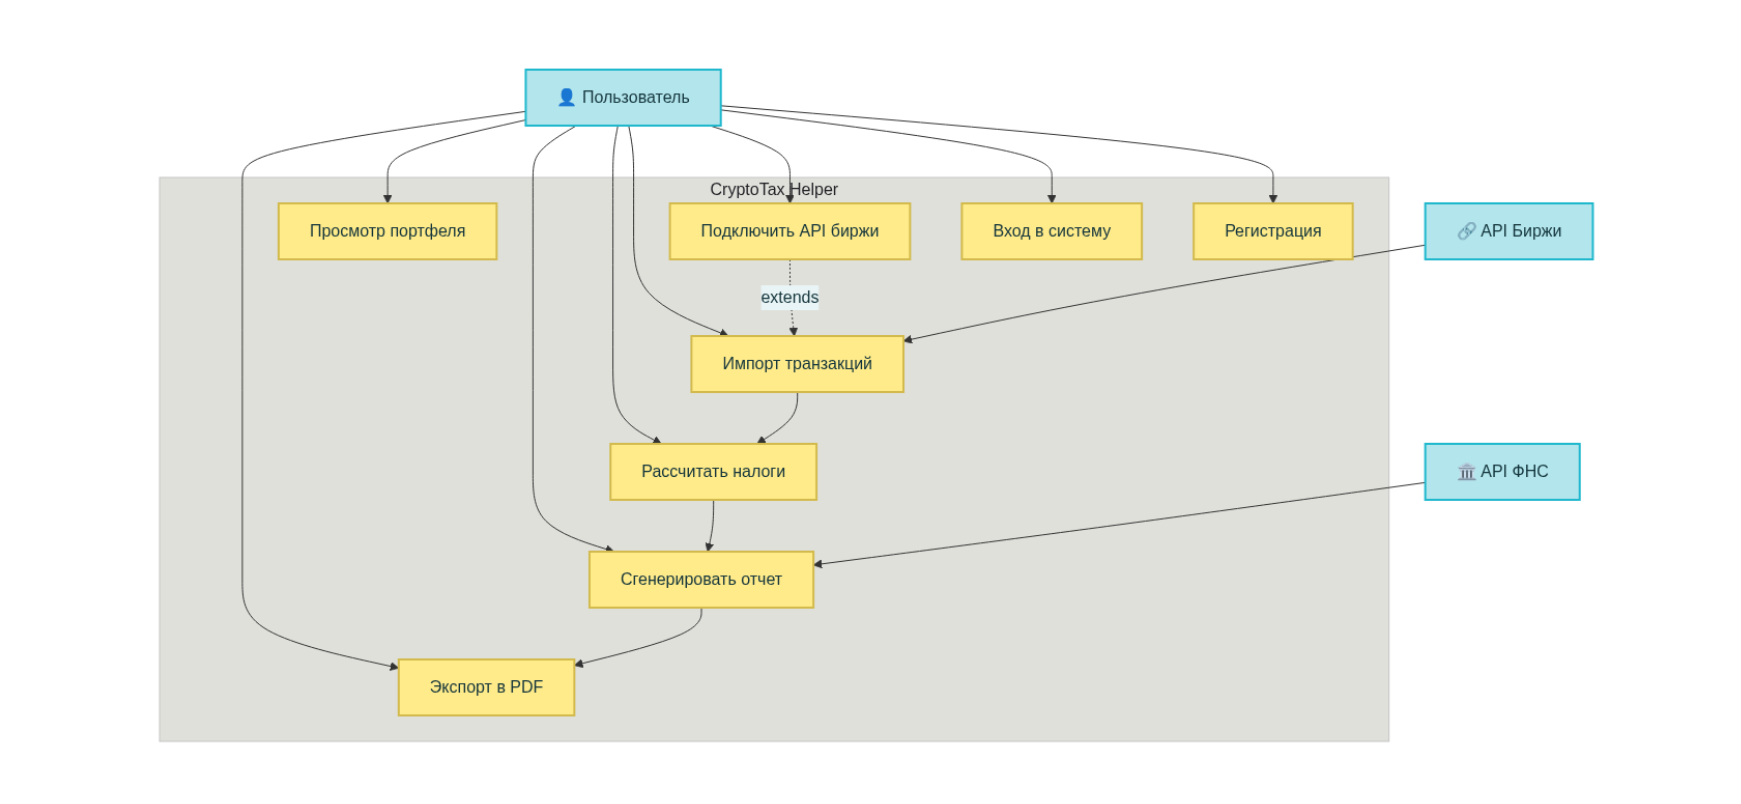 👤 Пользователь
CryptoTax Helper
Просмотр портфеля
Подключить API биржи
Вход в систему
Регистрация
🔗 API Биржи
extends
Импорт транзакций
Рассчитать налоги
🏛️ API ФНС
Сгенерировать отчет
Экспорт в PDF